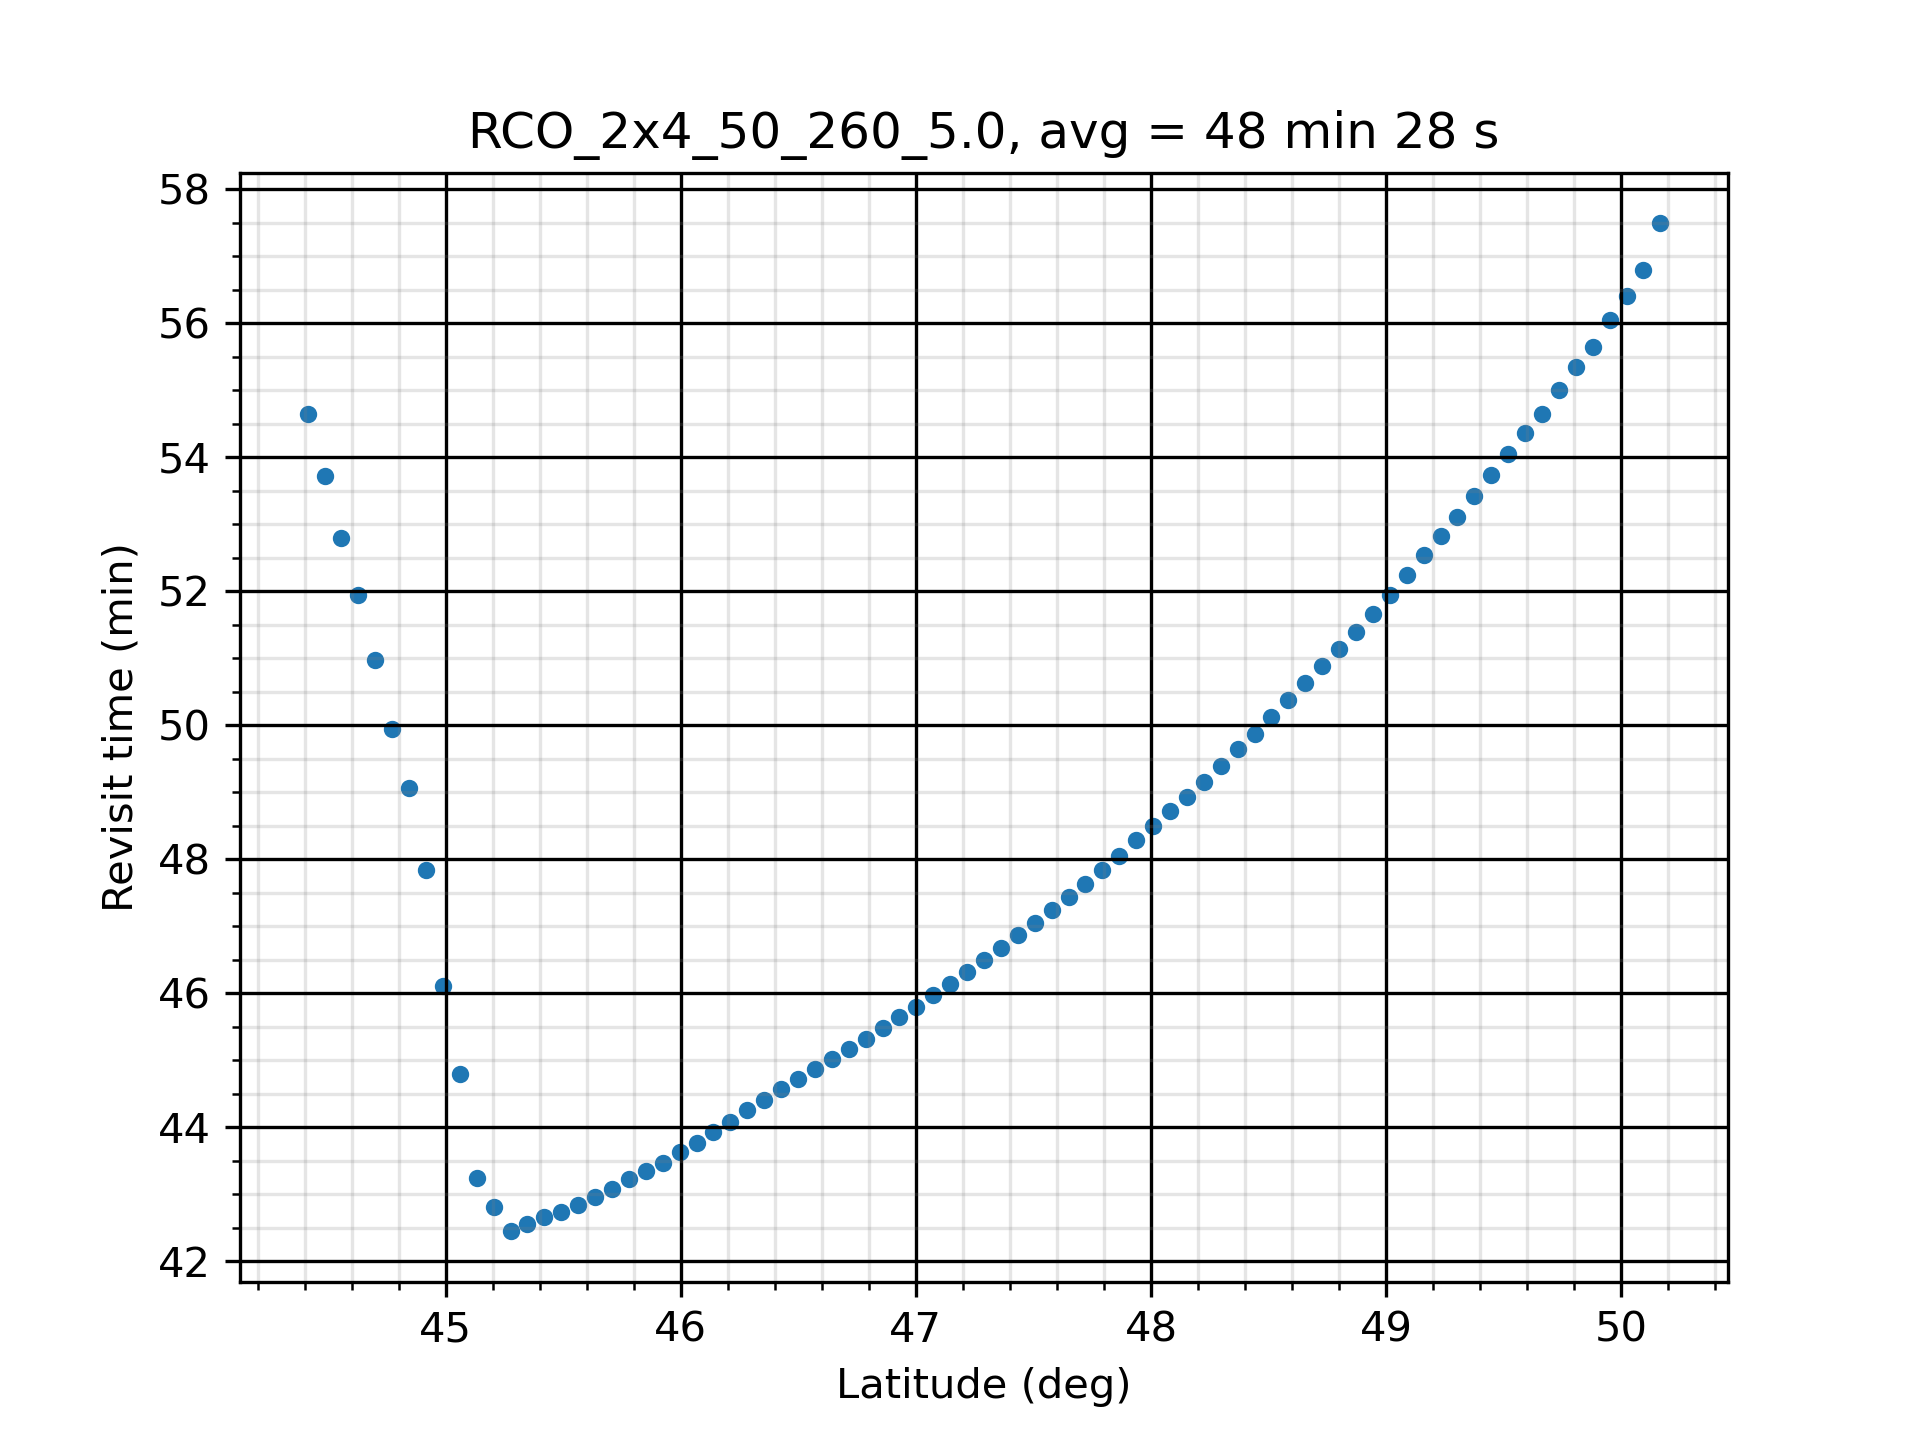 RCO_2x4_50_260_5.0, avg = 48 min 28 s
58
56
54
52
50
48
46
44
42
Revisit time (min)
45 46 47 48 49 50
Latitude (deg)